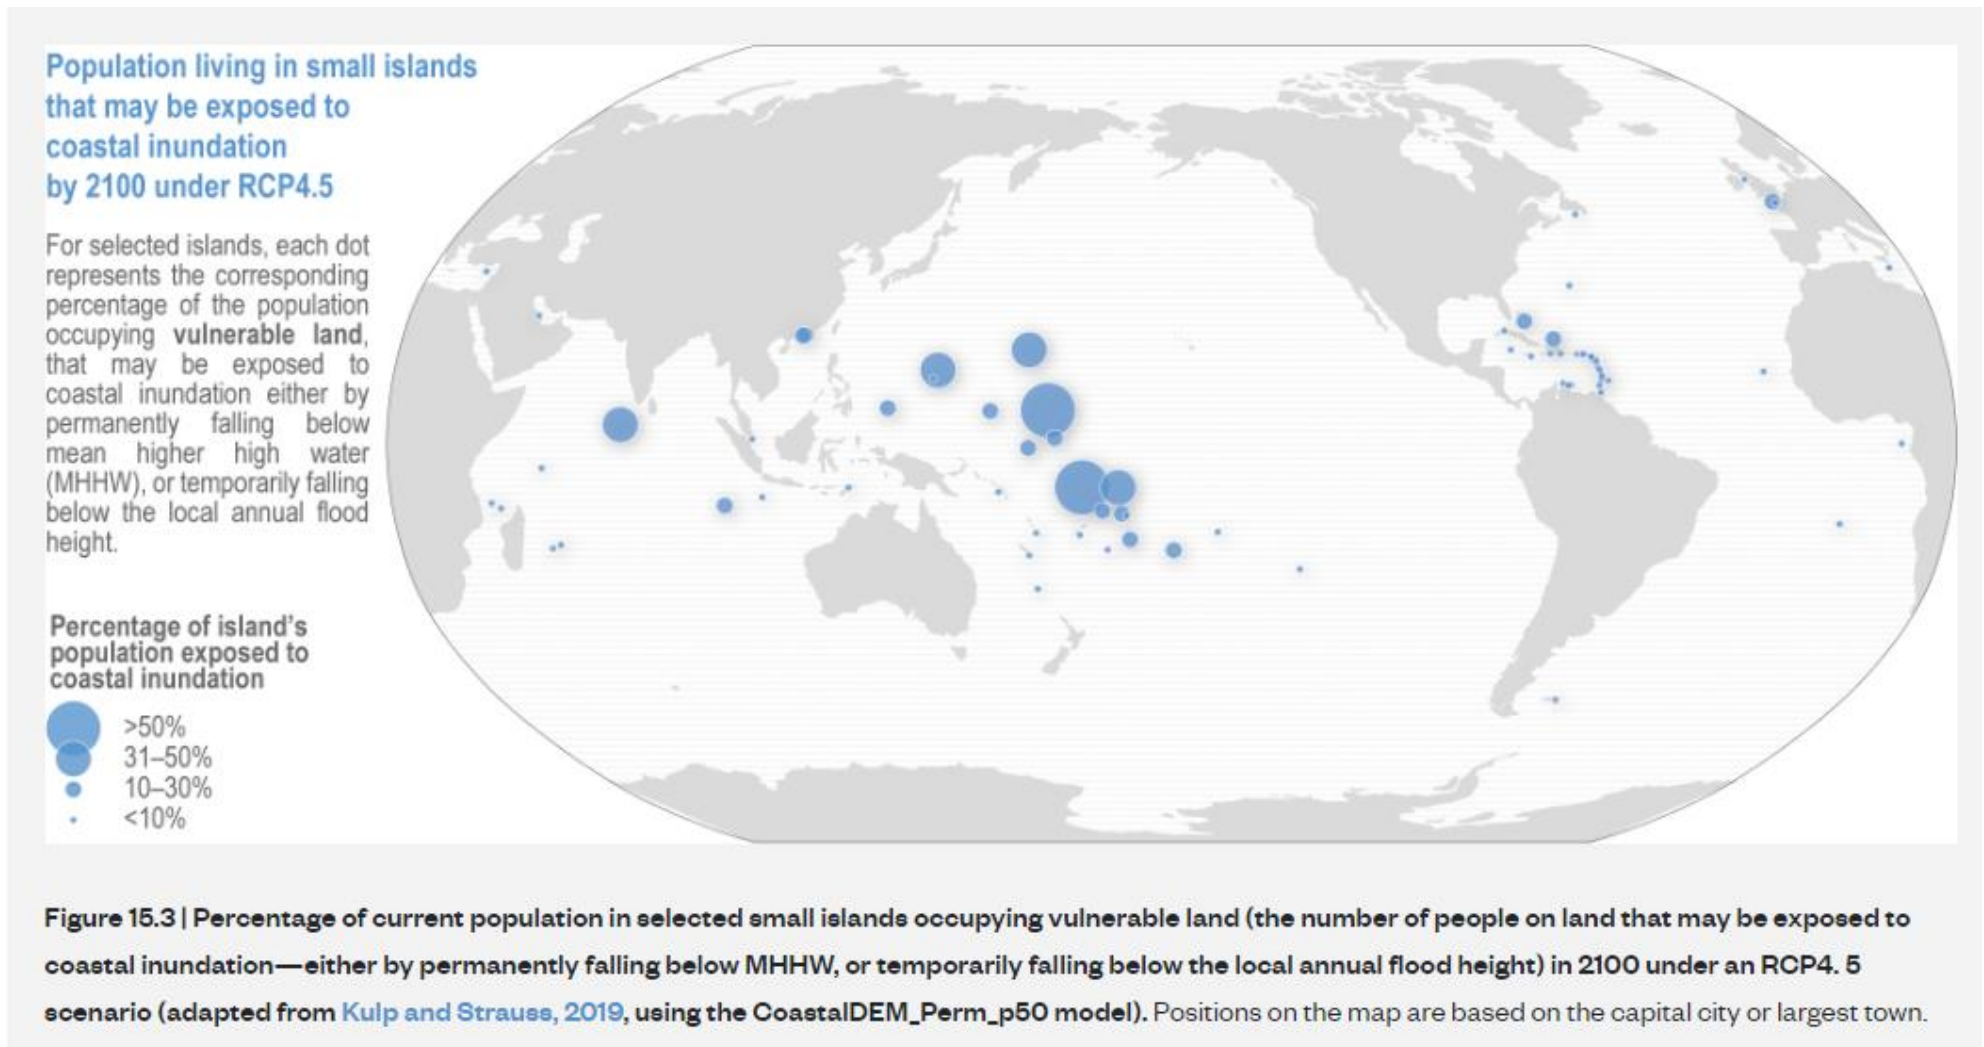 Population living in small islands
that may be exposed to
coastal inundation
by 2100 under RCP4.5
For selected islands, each dot
represents the corresponding
percentage of the population
occupying vulnerable land,
that may be exposed to
coastal inundation either by
permanently falling below
mean higher high water
(MHHW), or temporarily falling
below the local annual flood
height.
Percentage of island's
population exposed to
coastal inundation
>50%
31–50%
10–30%
<10%
Figure 15.3 | Percentage of current population in selected small islands occupying vulnerable land (the number of people on land that may be exposed to
coastal inundation—either by permanently falling below MHHW, or temporarily falling below the local annual flood height) in 2100 under an RCP4. 5
scenario (adapted from Kulp and Strauss, 2019, using the CoastalDEM_Perm_p50 model). Positions on the map are based on the capital city or largest town.